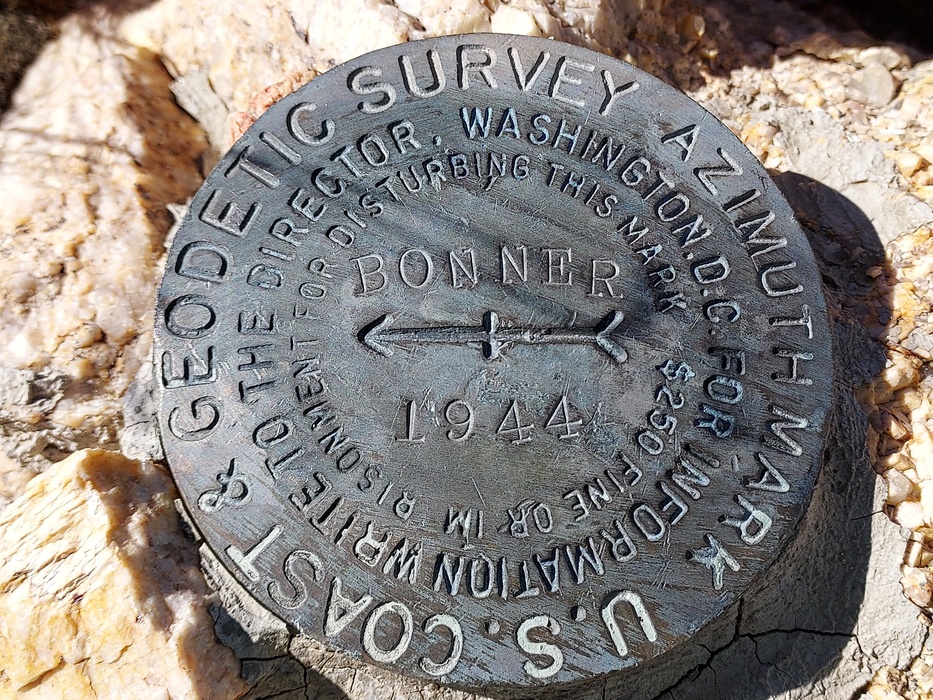 U.S. COAST & GEODETIC SURVEY AZIMUTH MARK
FOR INFORMATION WRITE TO THE DIRECTOR, WASHINGTON, D.C.
$250 FINE OR IMPRISONMENT FOR DISTURBING THIS MARK
BONNER
1944